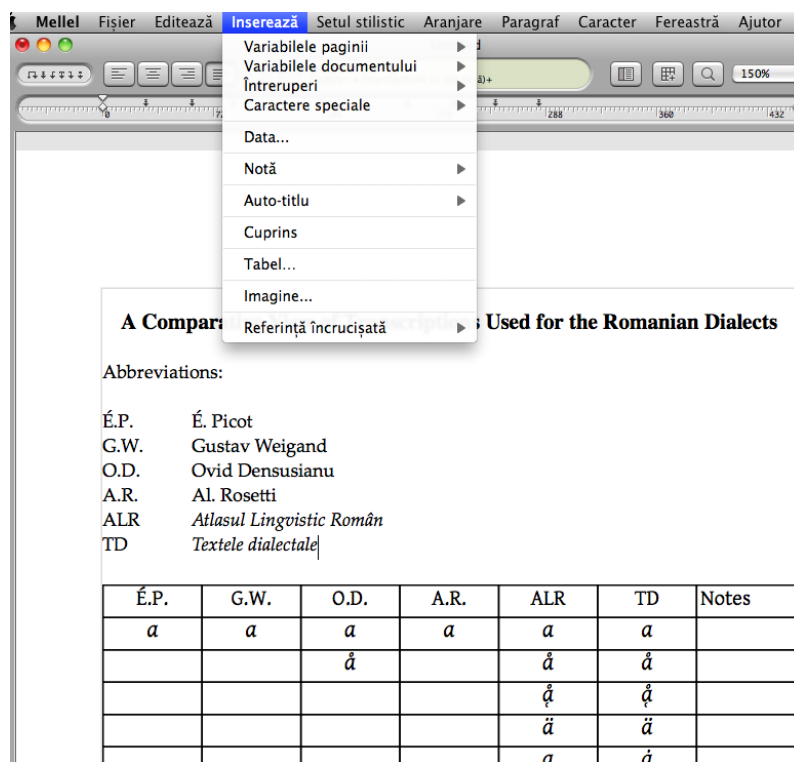 Mellel Fișier Editează Inserează Setul stilistic Aranjare Paragraf Caracter Fereastră Ajutor
Variabilele paginii
Variabilele documentului
Întreruperi
Caractere speciale
Data...
Notă
Auto-titlu
Cuprins
Tabel...
Imagine...
Referință încrucișată
150%
0 288 360 432
A Compara s Used for the Romanian Dialects
Abbreviations:
É.P. É. Picot
G.W. Gustav Weigand
O.D. Ovid Densusianu
A.R. Al. Rosetti
ALR Atlasul Lingvistic Român
TD Textele dialectale
É.P. G.W. O.D. A.R. ALR TD Notes
a a a a a a
å å å
ą̊ ą̊
ä ä